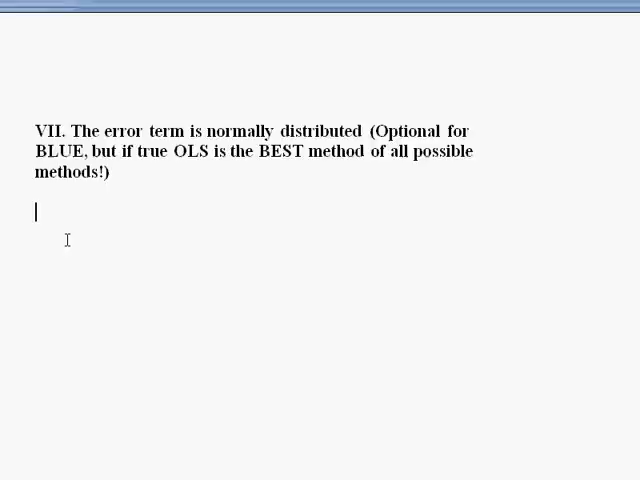 VII. The error term is normally distributed (Optional for
BLUE, but if true OLS is the BEST method of all possible
methods!)